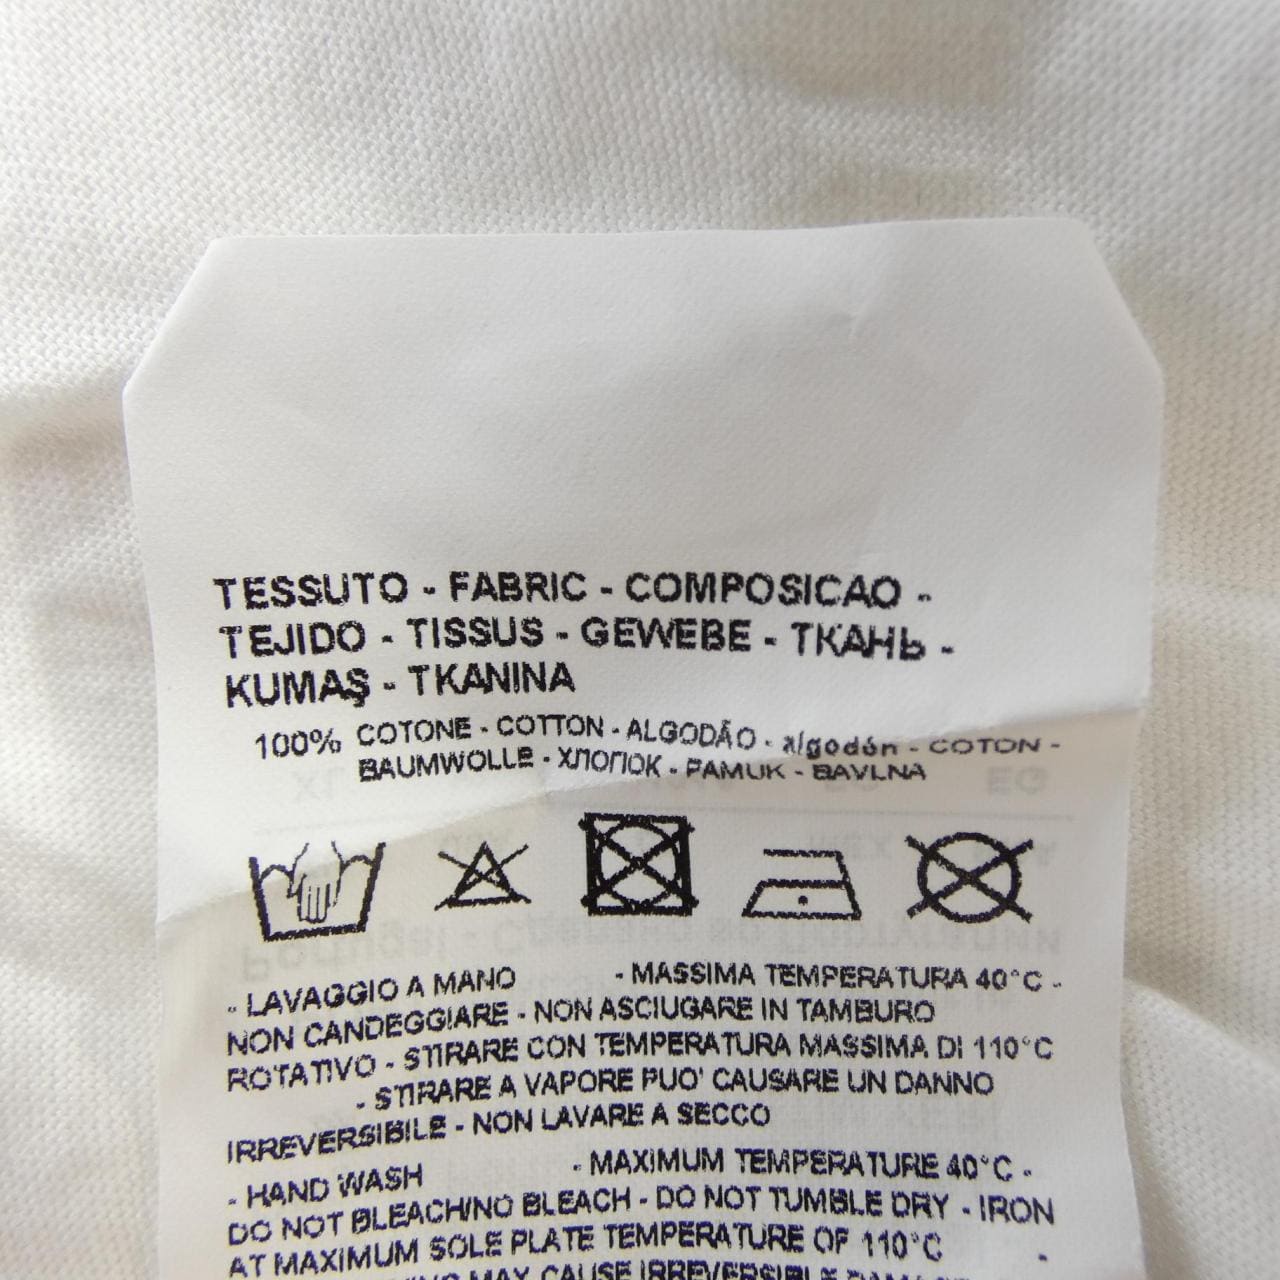 TESSUTO - FABRIC - COMPOSICAO -
TEJIDO - TISSUS - GEWEBE - ТКАНЬ -
KUMAŞ - TKANINA
100% COTONE - COTTON - ALGODÃO - algodón - COTON -
BAUMWOLLE - ХЛОПОК - PAMUK - BAVLNA
- LAVAGGIO A MANO - MASSIMA TEMPERATURA 40°C -
NON CANDEGGIARE - NON ASCIUGARE IN TAMBURO
ROTATIVO - STIRARE CON TEMPERATURA MASSIMA DI 110°C
- STIRARE A VAPORE PUO' CAUSARE UN DANNO
IRREVERSIBILE - NON LAVARE A SECCO
- HAND WASH - MAXIMUM TEMPERATURE 40°C -
DO NOT BLEACH/NO BLEACH - DO NOT TUMBLE DRY - IRON
AT MAXIMUM SOLE PLATE TEMPERATURE OF 110°C -
MAY CAUSE IRREVERSIBLE